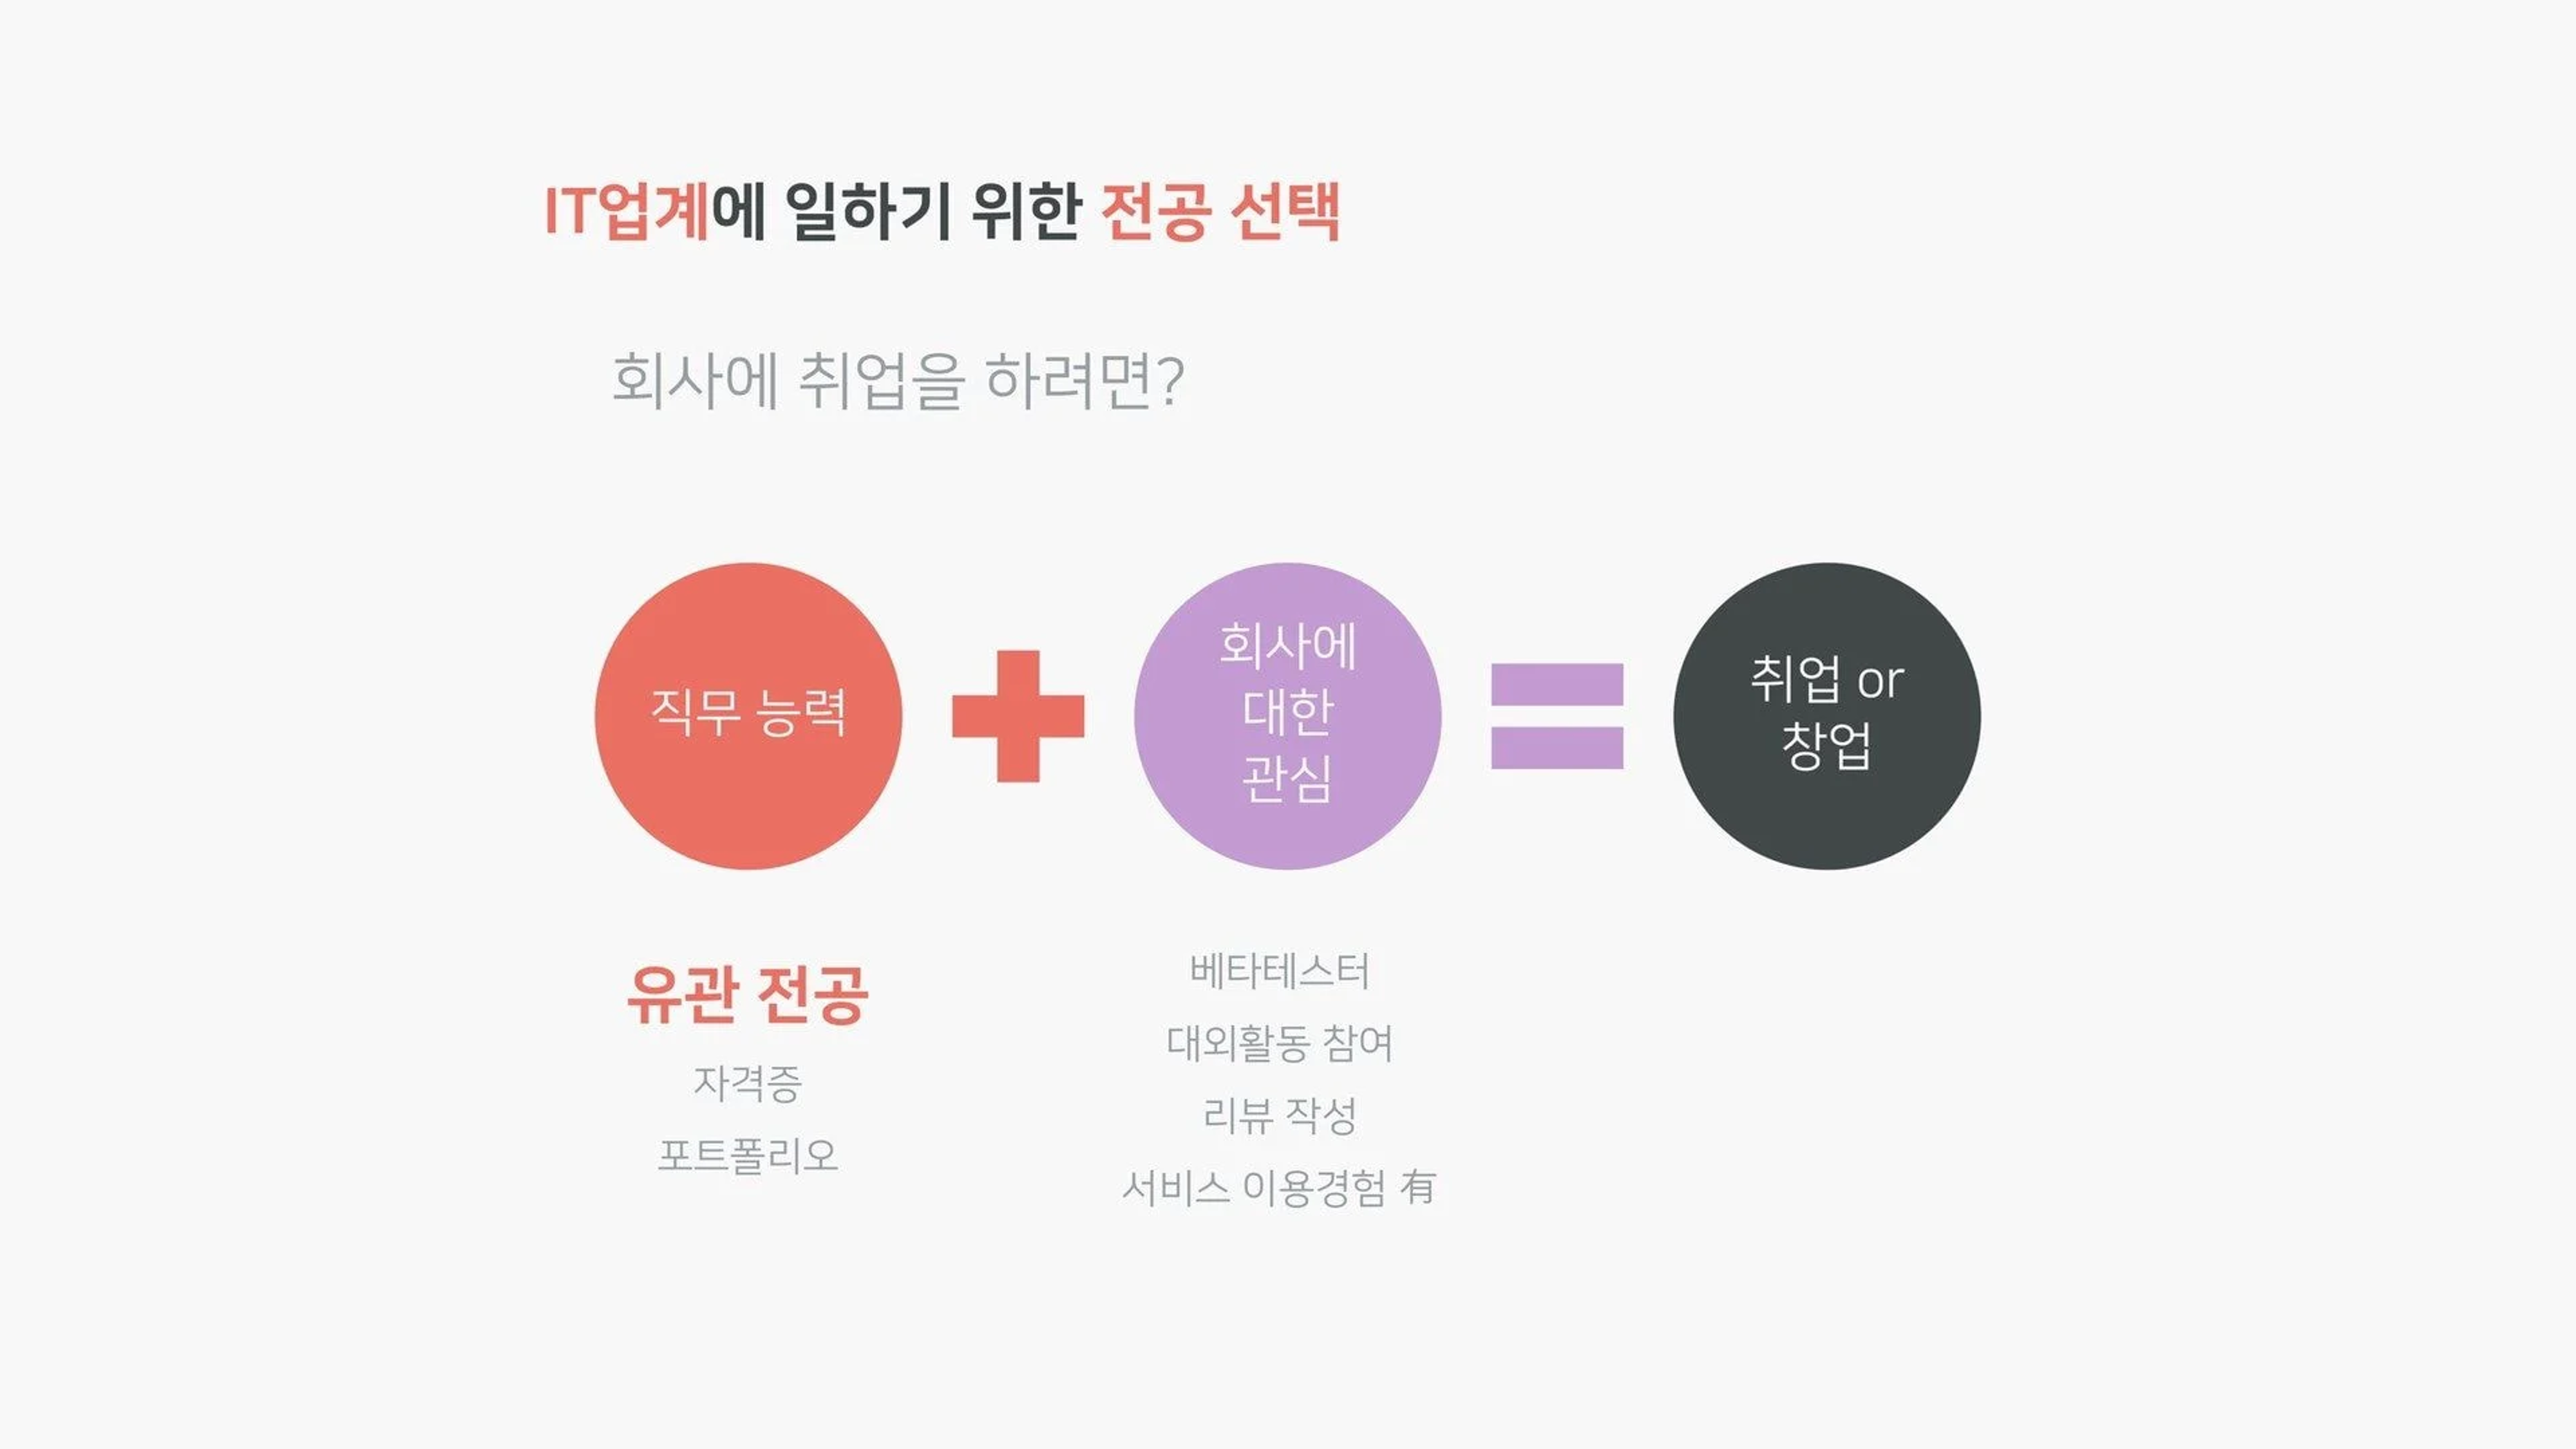 IT업계에 일하기 위한 전공 선택
회사에 취업을 하려면?
직무 능력
회사에
대한
관심
취업 or
창업
유관 전공
자격증
포트폴리오
베타테스터
대외활동 참여
리뷰 작성
서비스 이용경험 有